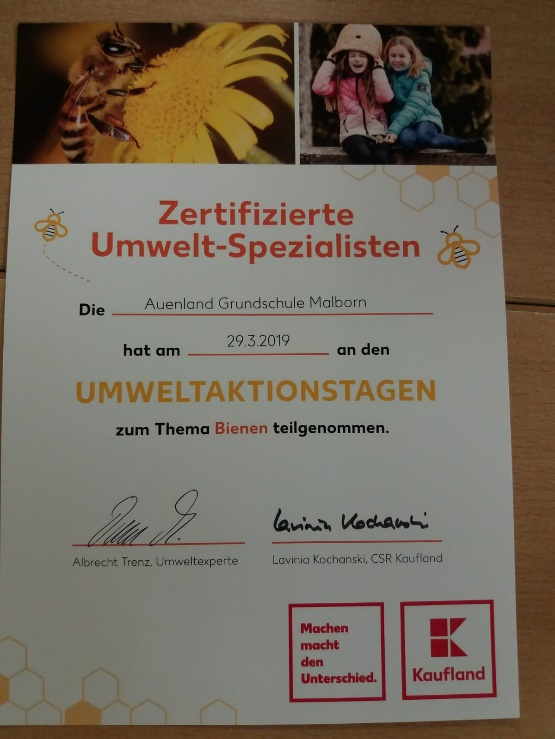 Zertifizierte
Umwelt-Spezialisten
Die Auenland Grundschule Malborn
hat am 29.3.2019 an den
UMWELTAKTIONSTAGEN
zum Thema Bienen teilgenommen.
Lavinia Kochanski
Albrecht Trenz, Umweltexperte
Lavinia Kochanski, CSR Kaufland
Machen
macht
den
Unterschied.
Kaufland